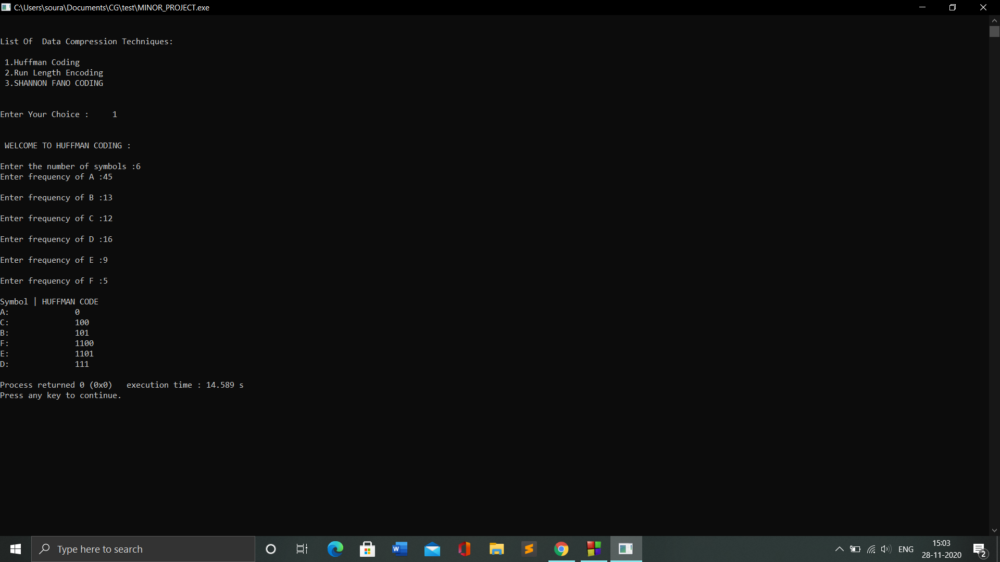 C:\Users\soura\Documents\CG\test\MINOR_PROJECT.exe
List Of  Data Compression Techniques:
1.Huffman Coding
2.Run Length Encoding
3.SHANNON FANO CODING
Enter Your Choice :     1
WELCOME TO HUFFMAN CODING :
Enter the number of symbols :6
Enter frequency of A :45
Enter frequency of B :13
Enter frequency of C :12
Enter frequency of D :16
Enter frequency of E :9
Enter frequency of F :5
Symbol | HUFFMAN CODE
A:              0
C:              100
B:              101
F:              1100
E:              1101
D:              111
Process returned 0 (0x0)   execution time : 14.589 s
Press any key to continue.
Type here to search
W
ENG
15:03
28-11-2020
2